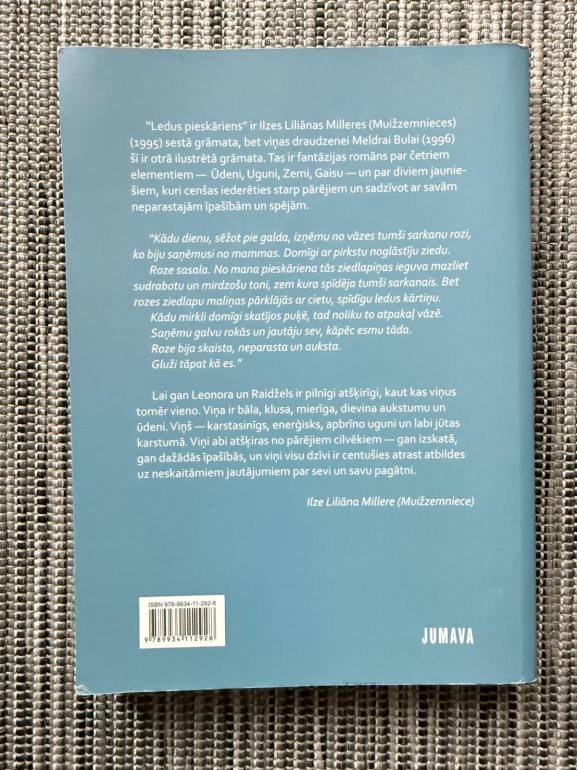 "Ledus pieskāriens" ir Ilzes Liliānas Milleres (Muižzemnieces)
(1995) sestā grāmata, bet viņas draudzenei Meldrai Bulai (1996)
šī ir otrā ilustrētā grāmata. Tas ir fantāzijas romāns par četriem
elementiem — Ūdeni, Uguni, Zemi, Gaisu — un par diviem jaunie-
šiem, kuri cenšas iederēties starp pārējiem un sadzīvot ar savām
neparastajām īpašībām un spējām.
"Kādu dienu, sēžot pie galda, izņēmu no vāzes tumši sarkanu rozi,
ko biju saņēmusi no mammas. Domīgi ar pirkstu noglāstīju ziedu.
Roze sasala. No mana pieskāriena tās ziedlapiņas ieguva mazliet
sudrabotu un mirdzošu toni, zem kura spīdēja tumši sarkanais. Bet
rozes ziedlapu maliņas pārklājās ar cietu, spīdīgu ledus kārtiņu.
Kādu mirkli domīgi skatījos puķē, tad noliku to atpakaļ vāzē.
Saņēmu galvu rokās un jautāju sev, kāpēc esmu tāda.
Roze bija skaista, neparasta un auksta.
Gluži tāpat kā es."
Lai gan Leonora un Raidžels ir pilnīgi atšķirīgi, kaut kas viņus
tomēr vieno. Viņa ir bāla, klusa, mierīga, dievina aukstumu un
ūdeni. Viņš — karstasinīgs, enerģisks, apbrīno uguni un labi jūtas
karstumā. Viņi abi atšķiras no pārējiem cilvēkiem — gan izskatā,
gan dažādās īpašībās, un viņi visu dzīvi ir centušies atrast atbildes
uz neskaitāmiem jautājumiem par sevi un savu pagātni.
Ilze Liliāna Millere (Muižzemniece)
ISBN 978-9934-11-292-8
9 789934 112928
JUMAVA